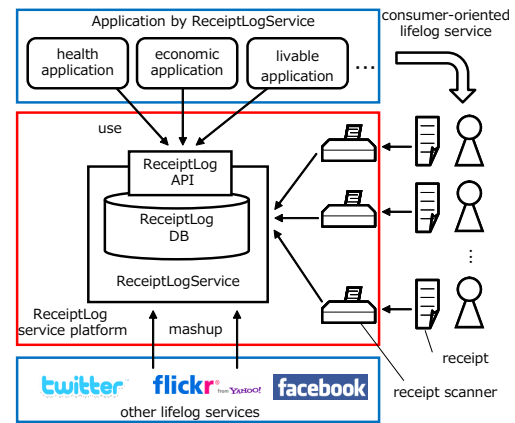 Application by ReceiptLogService
consumer-oriented
lifelog service
health
application
economic
application
livable
application
...
use
ReceiptLog
API
ReceiptLog
DB
ReceiptLogService
...
ReceiptLog
service platform
mashup
receipt
receipt scanner
twitter
flickr® from YAHOO!
facebook
other lifelog services